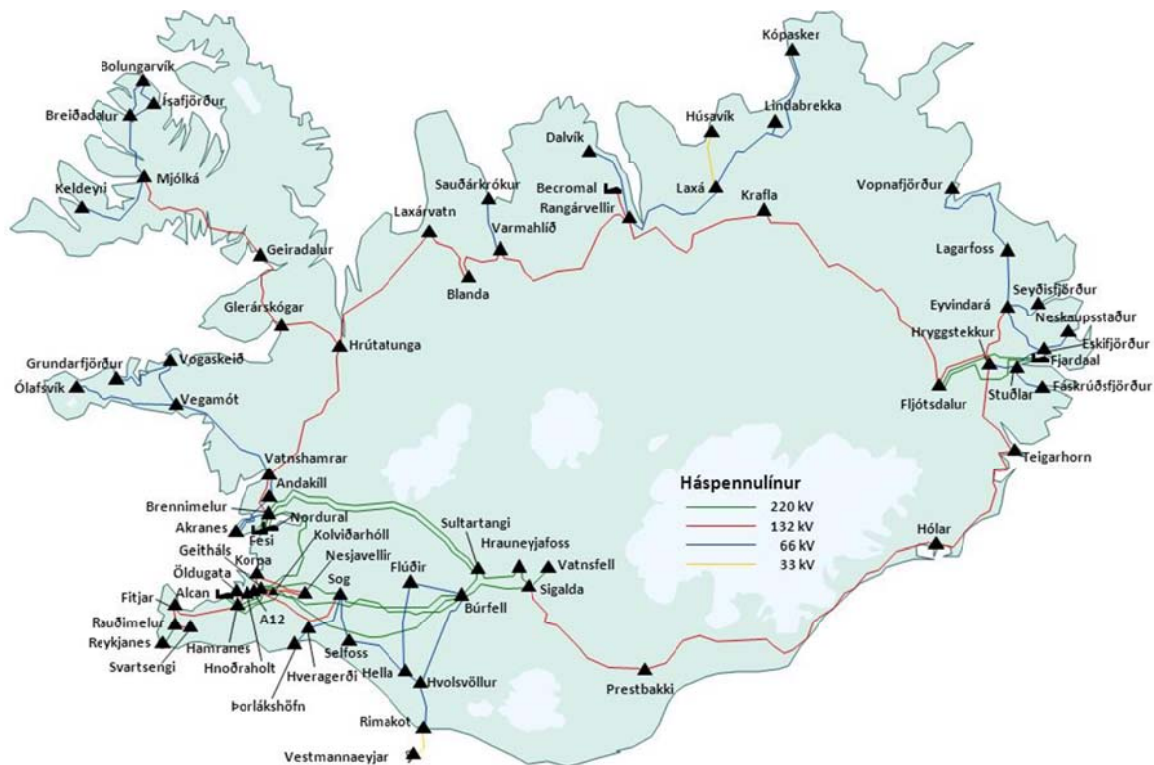 Kópasker
Bolungarvík
Ísafjörður
Breiðadalur
Lindabrekka
Húsavík
Dalvík
Keldeyri
Mjólká
Sauðárkrókur
Becromal
Laxá
Krafla
Vopnafjörður
Rangárvellir
Laxárvatn
Varmahlíð
Geiradalur
Lagarfoss
Blanda
Seyðisfjörður
Glerárskógar
Eyvindará
Neskaupsstaður
Hryggstekkur
Hrútatunga
Eskifjörður
Vogaskeið
Grundarfjörður
Fjardaal
Ólafsvík
Fáskrúðsfjörður
Stuðlar
Fljótsdalur
Vegamót
Teigarhorn
Vatnshamrar
Háspennulínur
Andakíll
220 kV
Brennimelur
132 kV
Nordural
Akranes
Sultartangi
Hólar
Kolviðarhóll
66 kV
Fesi
Hrauneyjafoss
Geitháls
Nesjavellir
33 kV
Korpa
Flúðir
Vatnsfell
Öldugata
Sog
Alcan
Sigalda
Fitjar
Búrfell
A12
Rauðimelur
Reykjanes
Hamranes
Selfoss
Svartsengi
Hnoðraholt
Hveragerði
Hella
Hvolsvöllur
Prestbakki
Þorlákshöfn
Rimakot
Vestmannaeyjar